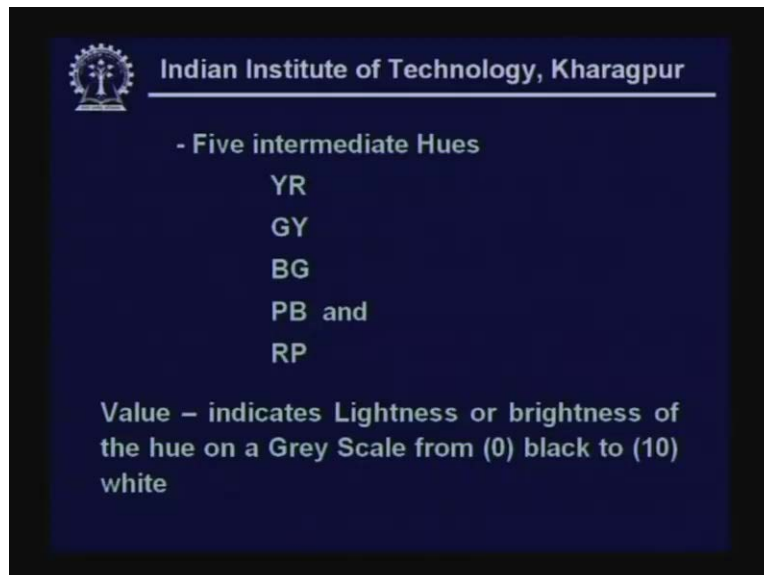 Indian Institute of Technology, Kharagpur
- Five intermediate Hues
YR
GY
BG
PB and
RP
Value – indicates Lightness or brightness of
the hue on a Grey Scale from (0) black to (10)
white